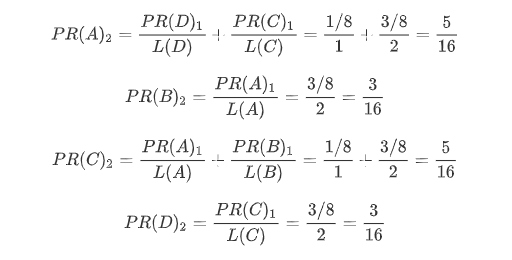 PR(A)₂ = PR(D)₁/L(D) + PR(C)₁/L(C) = 1/8/1 + 3/8/2 = 5/16
PR(B)₂ = PR(A)₁/L(A) = 3/8/2 = 3/16
PR(C)₂ = PR(A)₁/L(A) + PR(B)₁/L(B) = 1/8/1 + 3/8/2 = 5/16
PR(D)₂ = PR(C)₁/L(C) = 3/8/2 = 3/16